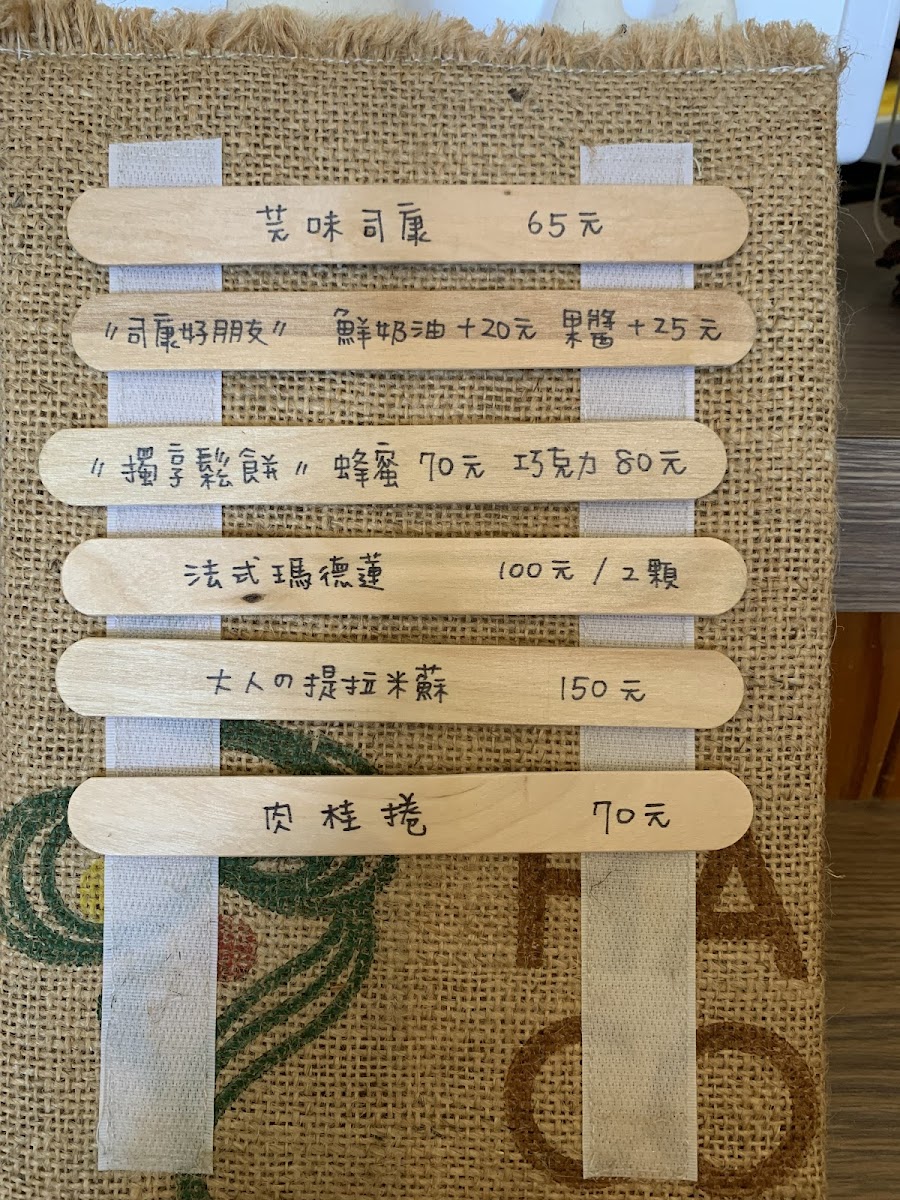 芫味司康 65元
〃司康好朋友〃 鮮奶油+20元 果醬+25元
〃獨享鬆餅〃 蜂蜜 70元 巧克力 80元
法式瑪德蓮 100元/2顆
大人の提拉米蘇 150元
肉桂捲 70元